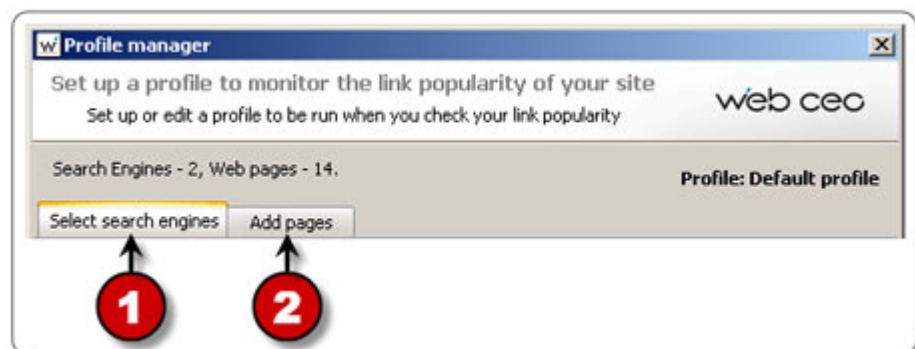 Profile manager
Set up a profile to monitor the link popularity of your site
Set up or edit a profile to be run when you check your link popularity
web ceo
Search Engines - 2, Web pages - 14.
Profile: Default profile
Select search engines Add pages
1 2